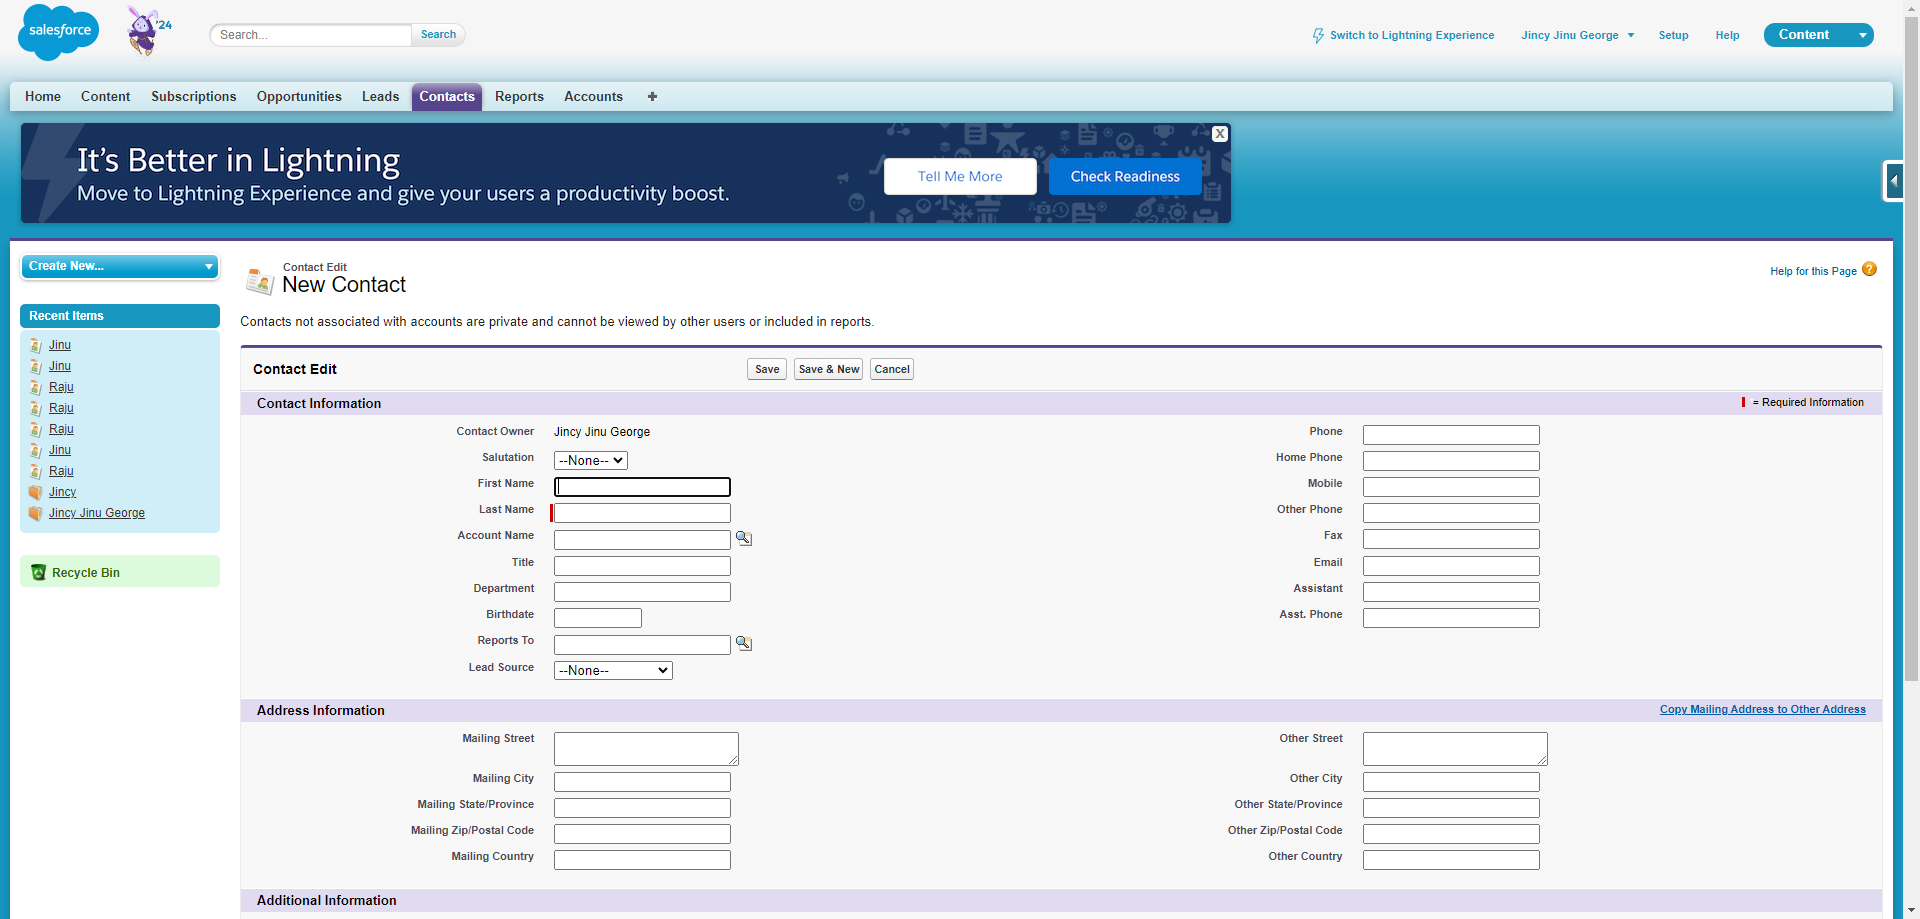 salesforce
'24
Search...
Search
Switch to Lightning Experience
Jincy Jinu George
Setup
Help
Content
Home
Content
Subscriptions
Opportunities
Leads
Contacts
Reports
Accounts
+
It's Better in Lightning
Move to Lightning Experience and give your users a productivity boost.
Tell Me More
Check Readiness
X
Create New...
Recent Items
Jinu
Jinu
Raju
Raju
Raju
Jinu
Raju
Jincy
Jincy Jinu George
Recycle Bin
Contact Edit
New Contact
Help for this Page ?
Contacts not associated with accounts are private and cannot be viewed by other users or included in reports.
Contact Edit
Save
Save & New
Cancel
Contact Information
= Required Information
Contact Owner
Jincy Jinu George
Phone
Salutation
--None--
Home Phone
First Name
Mobile
Last Name
Other Phone
Account Name
Fax
Title
Email
Department
Assistant
Birthdate
Asst. Phone
Reports To
Lead Source
--None--
Address Information
Copy Mailing Address to Other Address
Mailing Street
Other Street
Mailing City
Other City
Mailing State/Province
Other State/Province
Mailing Zip/Postal Code
Other Zip/Postal Code
Mailing Country
Other Country
Additional Information